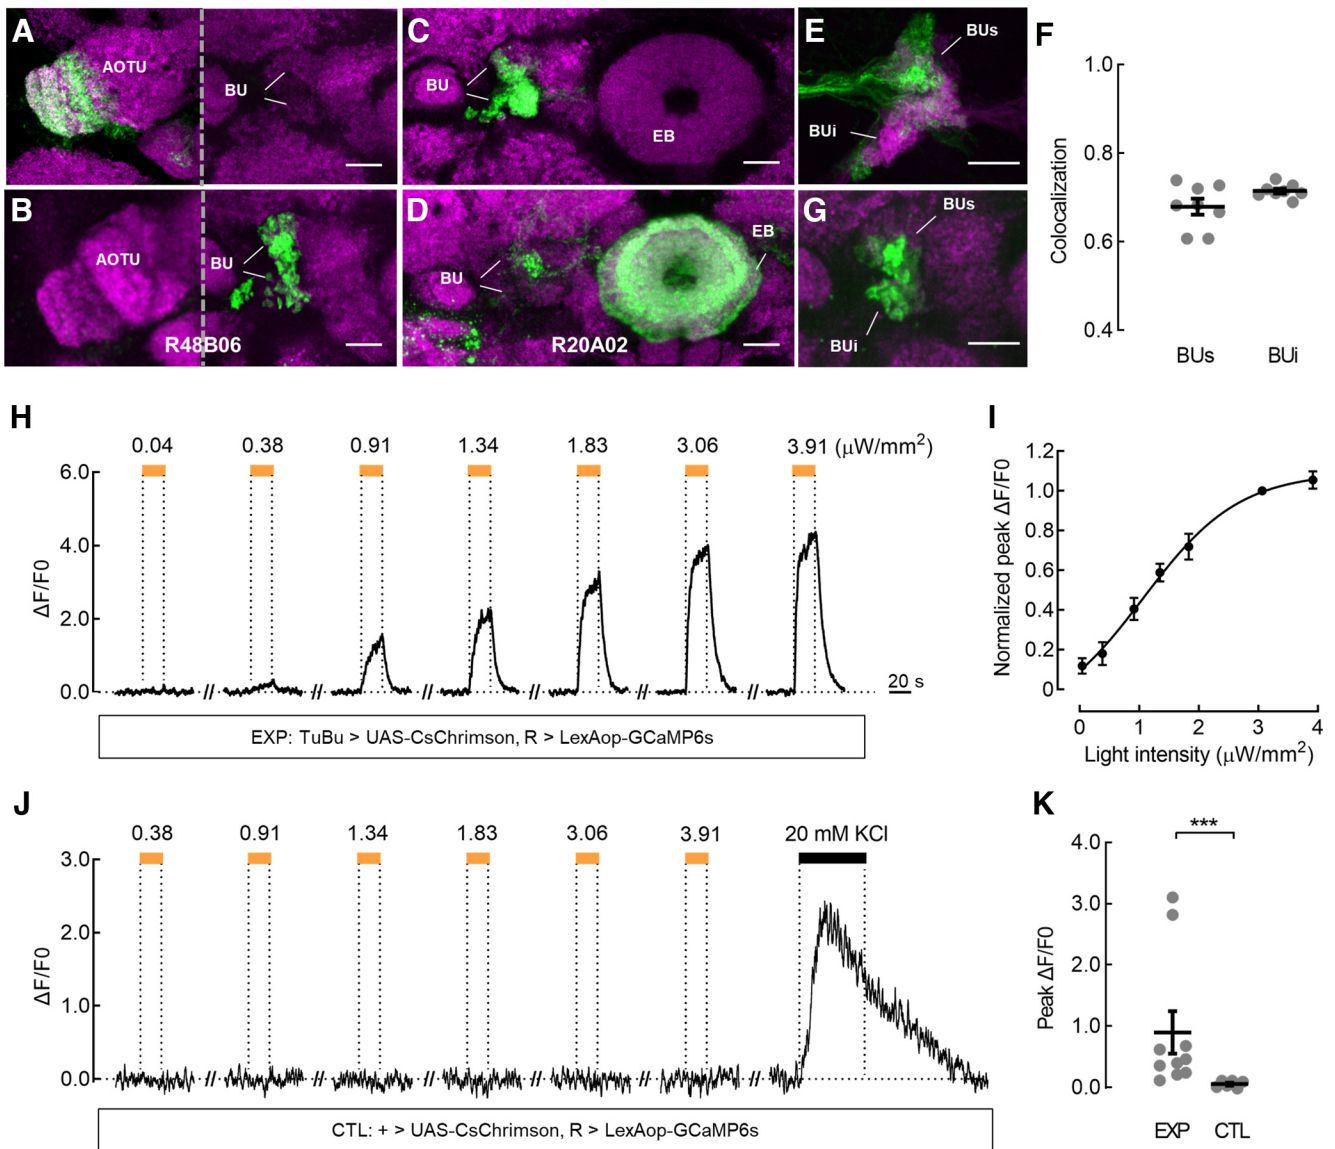 A
AOTU
BU
B
AOTU
BU
R48B06
C
BU
EB
D
BU
EB
R20A02
E
BUs
BUi
G
BUs
BUi
F
1.0
0.8
0.6
0.4
Colocalization
BUs BUi
H
0.04 0.38 0.91 1.34 1.83 3.06 3.91 (μW/mm²)
6.0
4.0
2.0
0.0
ΔF/F0
// // // // // //
20 s
EXP: TuBu > UAS-CsChrimson, R > LexAop-GCaMP6s
I
1.2
1.0
0.8
0.6
0.4
0.2
0
Normalized peak ΔF/F0
0 1 2 3 4
Light intensity (μW/mm²)
J
0.38 0.91 1.34 1.83 3.06 3.91 20 mM KCl
3.0
2.0
1.0
0.0
ΔF/F0
// // // // // //
CTL: + > UAS-CsChrimson, R > LexAop-GCaMP6s
K
***
4.0
3.0
2.0
1.0
0.0
Peak ΔF/F0
EXP CTL